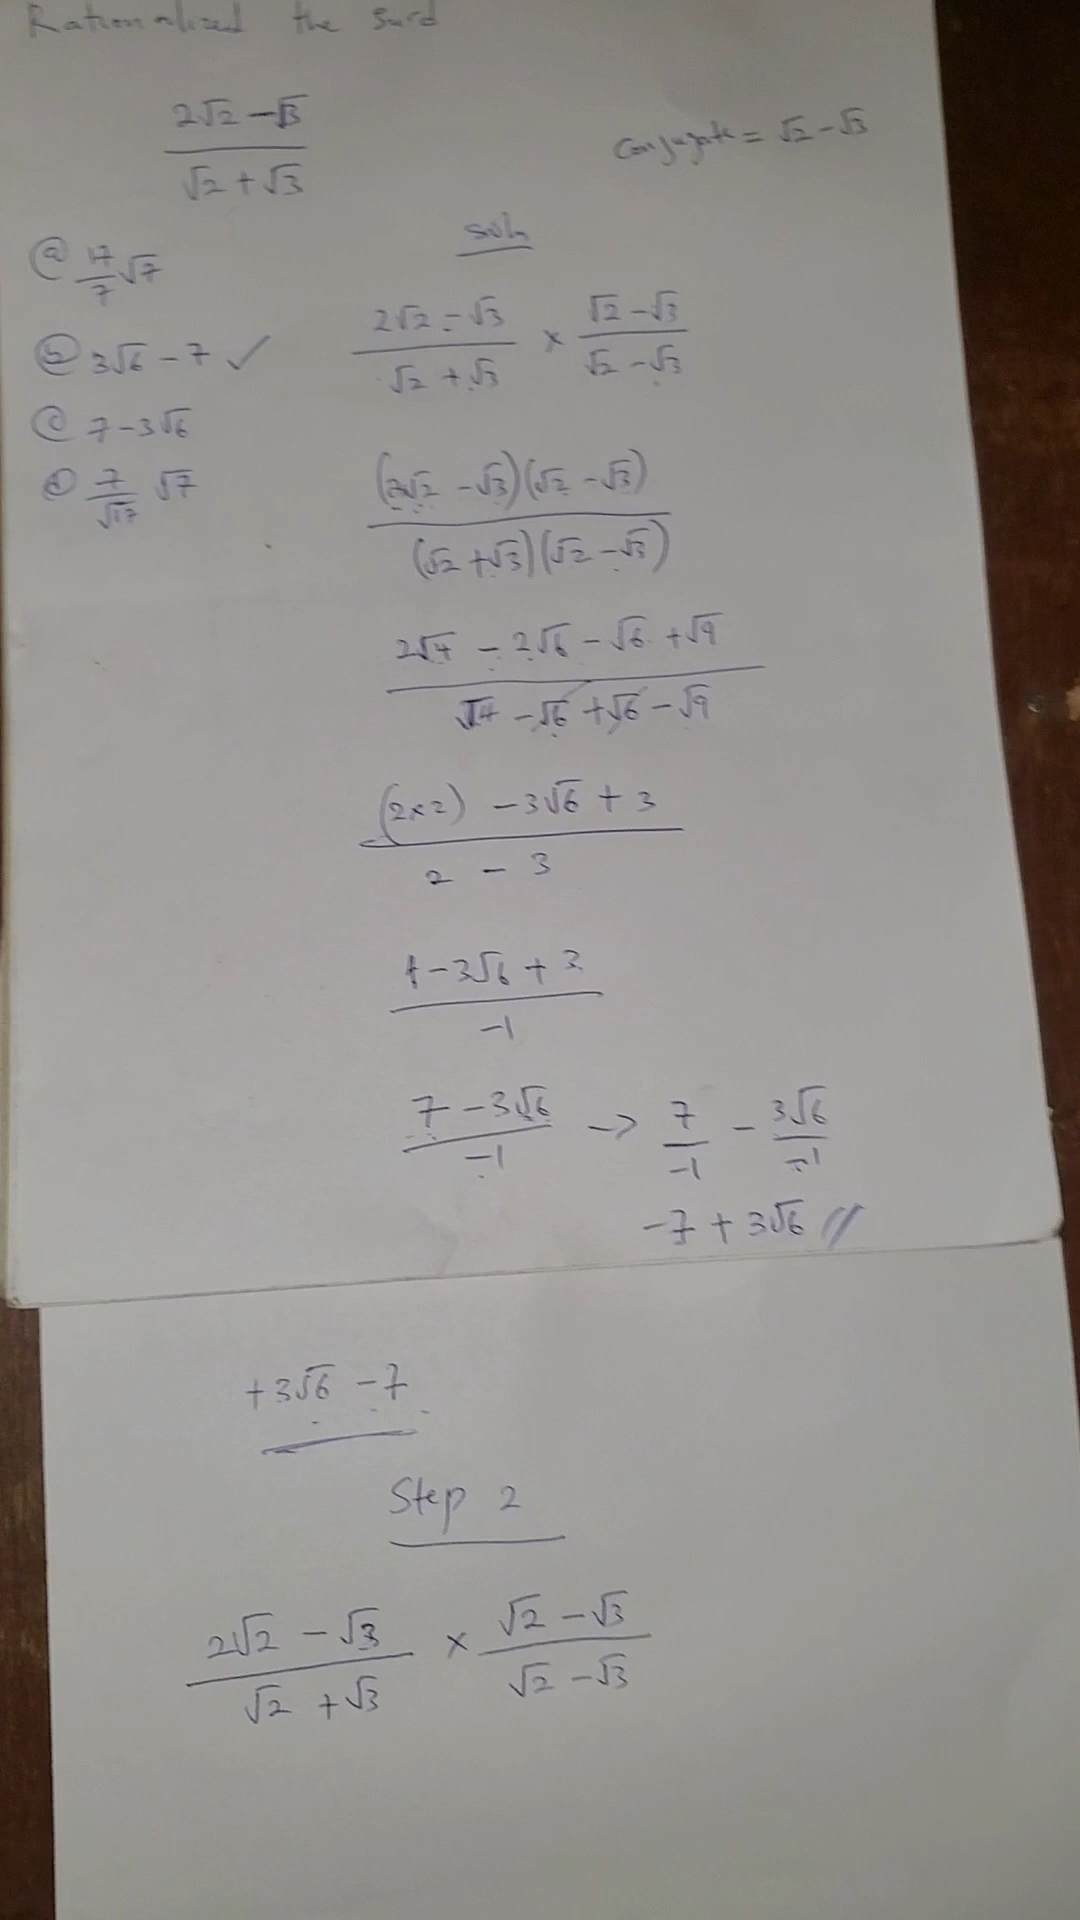 Rationalized the Surd
2√2 - √3 / √2 + √3
Conjugate = √2 - √3
soln
(a) 17/7 √7
(b) 3√6 - 7 ✓
(c) 7 - 3√6
(d) 7/√17 √7
2√2 - √3 / √2 + √3 × √2 - √3 / √2 - √3
(2√2 - √3)(√2 - √3) / (√2 + √3)(√2 - √3)
2√4 - 2√6 - √6 + √9 / √4 - √6 + √6 - √9
(2×2) - 3√6 + 3 / 2 - 3
4 - 3√6 + 3 / -1
7 - 3√6 / -1 → 7/-1 - 3√6/-1
-7 + 3√6 //
+3√6 - 7
Step 2
2√2 - √3 / √2 + √3 × √2 - √3 / √2 - √3